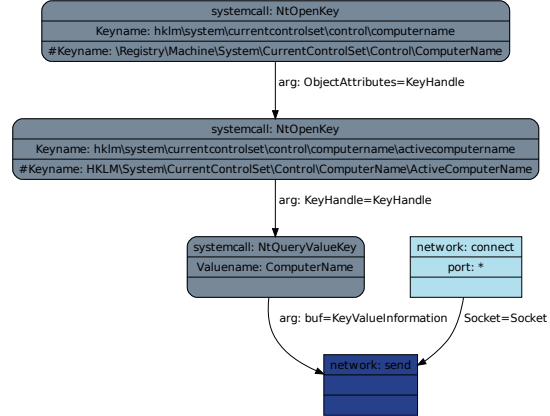 systemcall: NtOpenKey
Keyname: hklm\system\currentcontrolset\control\computername
#Keyname: \Registry\Machine\System\CurrentControlSet\Control\ComputerName
arg: ObjectAttributes=KeyHandle
systemcall: NtOpenKey
Keyname: hklm\system\currentcontrolset\control\computername\activecomputername
#Keyname: HKLM\System\CurrentControlSet\Control\ComputerName\ActiveComputerName
arg: KeyHandle=KeyHandle
systemcall: NtQueryValueKey
Valuename: ComputerName
network: connect
port: *
arg: buf=KeyValueInformation
Socket=Socket
network: send